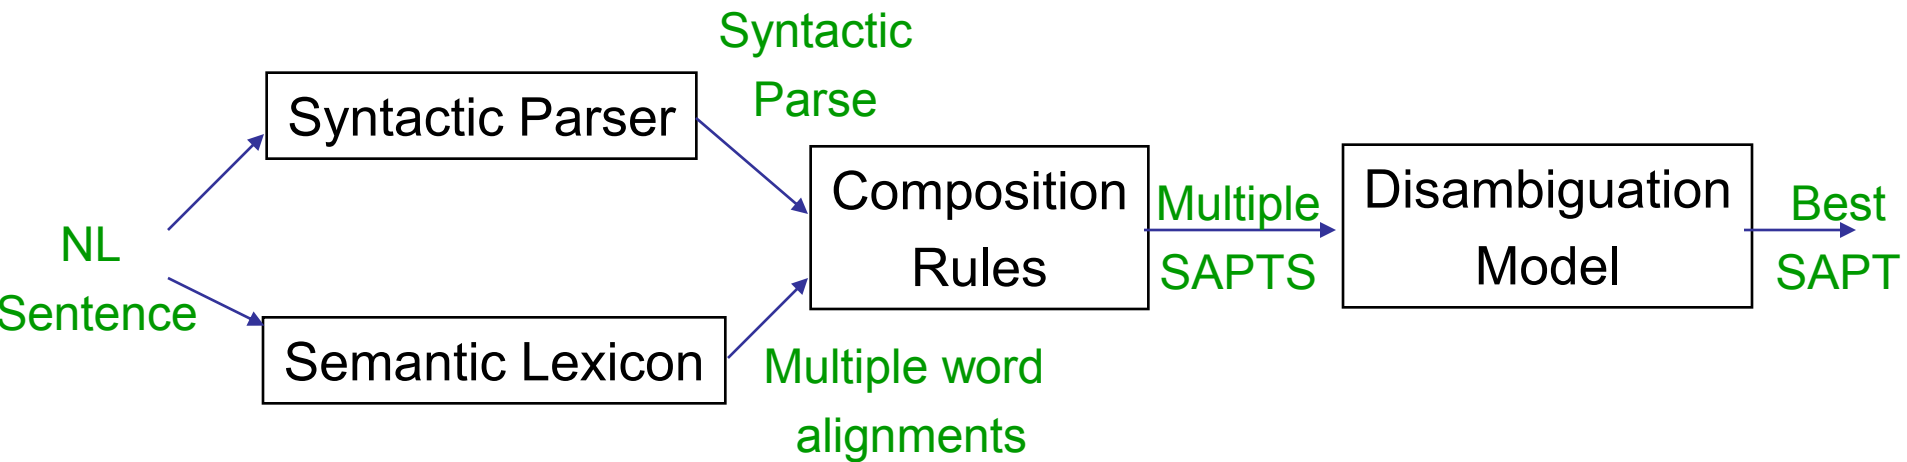 Syntactic
Parse
Syntactic Parser
NL
Sentence
Semantic Lexicon
Multiple word
alignments
Composition
Rules
Multiple
SAPTS
Disambiguation
Model
Best
SAPT